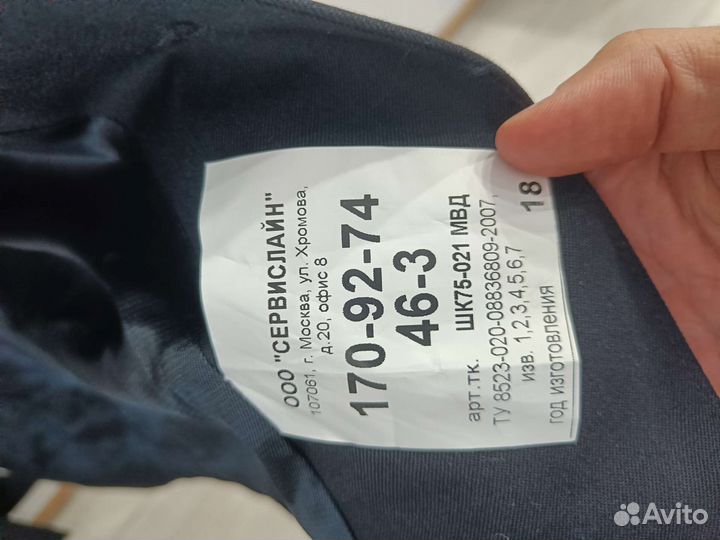 ООО "СЕРВИСЛАЙН"
107061, г. Москва, ул. Хромова,
д.20, офис 8
170-92-74
46-3
арт.тк. ШК75-021 МВД
ТУ 8523-020-08836809-2007,
изв. 1,2,3,4,5,6,7
год изготовления 18
Avito